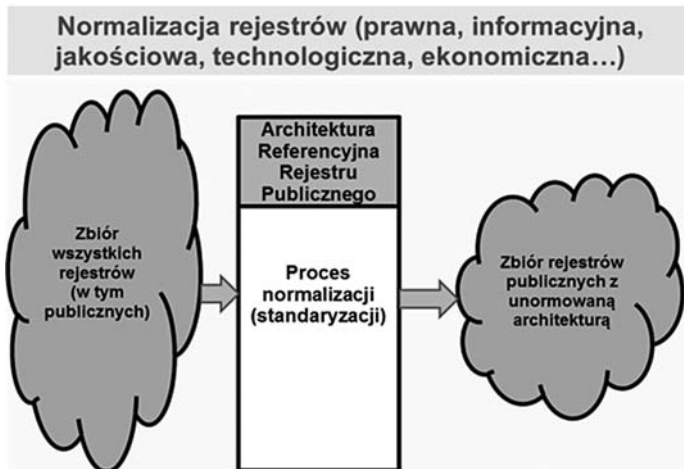 Normalizacja rejestrów (prawna, informacyjna,
jakościowa, technologiczna, ekonomiczna…)
Zbiór
wszystkich
rejestrów
(w tym
publicznych)
Architektura
Referencyjna
Rejestru
Publicznego
Proces
normalizacji
(standaryzacji)
Zbiór rejestrów
publicznych z
unormowaną
architekturą